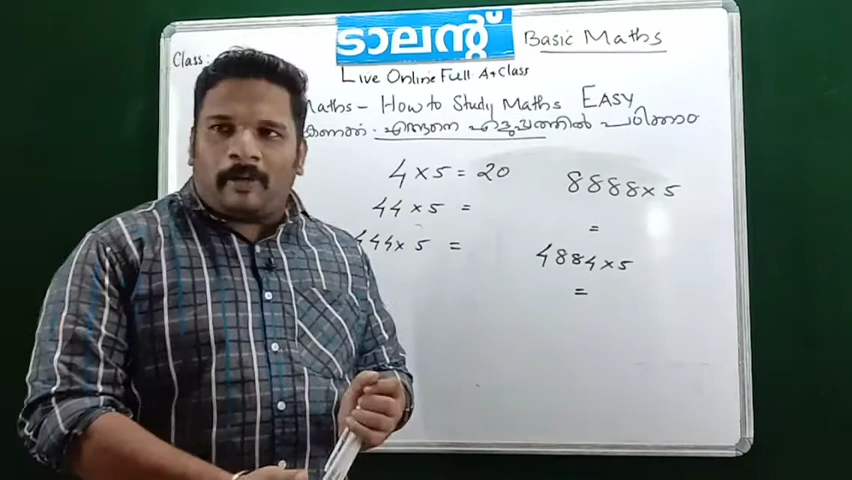 ടാലന്റ്
Class:
Basic Maths
Live Online Full A+ Class
Maths - How to Study Maths EASY
എങ്ങനെ എളുപ്പത്തിൽ പഠിക്കാം
4 × 5 = 20
44 × 5 =
444 × 5 =
8888 × 5
=
4884 × 5
=